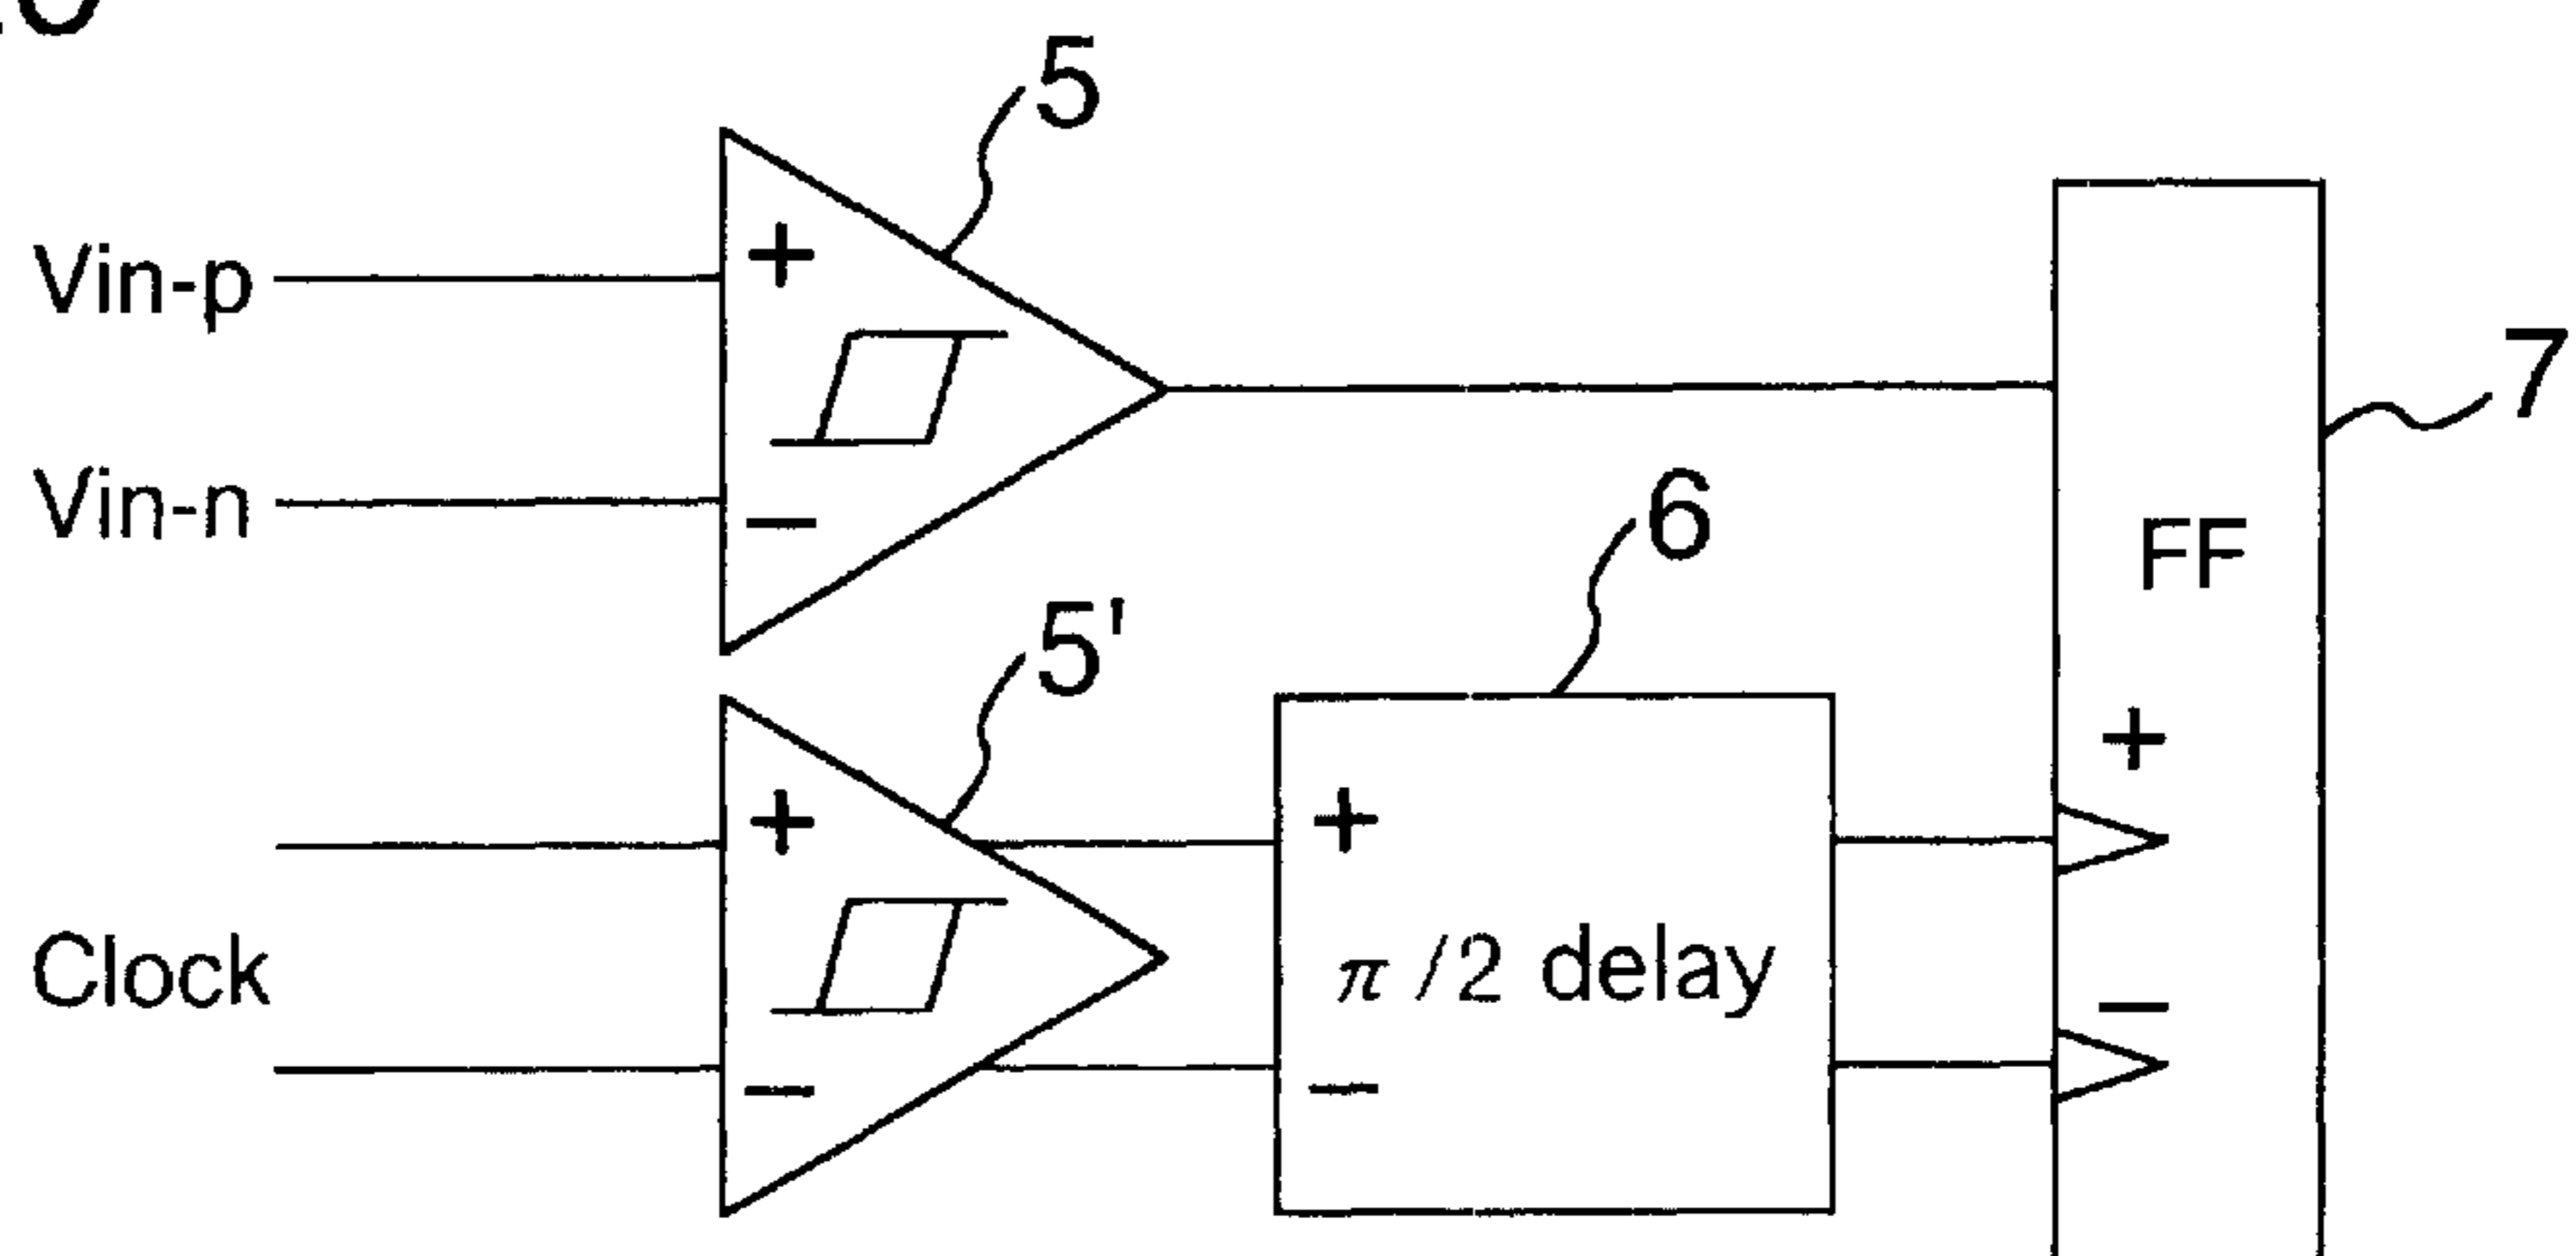 5
+
Vin-p
7
Vin-n
−
6
FF
5'
+
+
+
Clock
π/2 delay
−
−
−